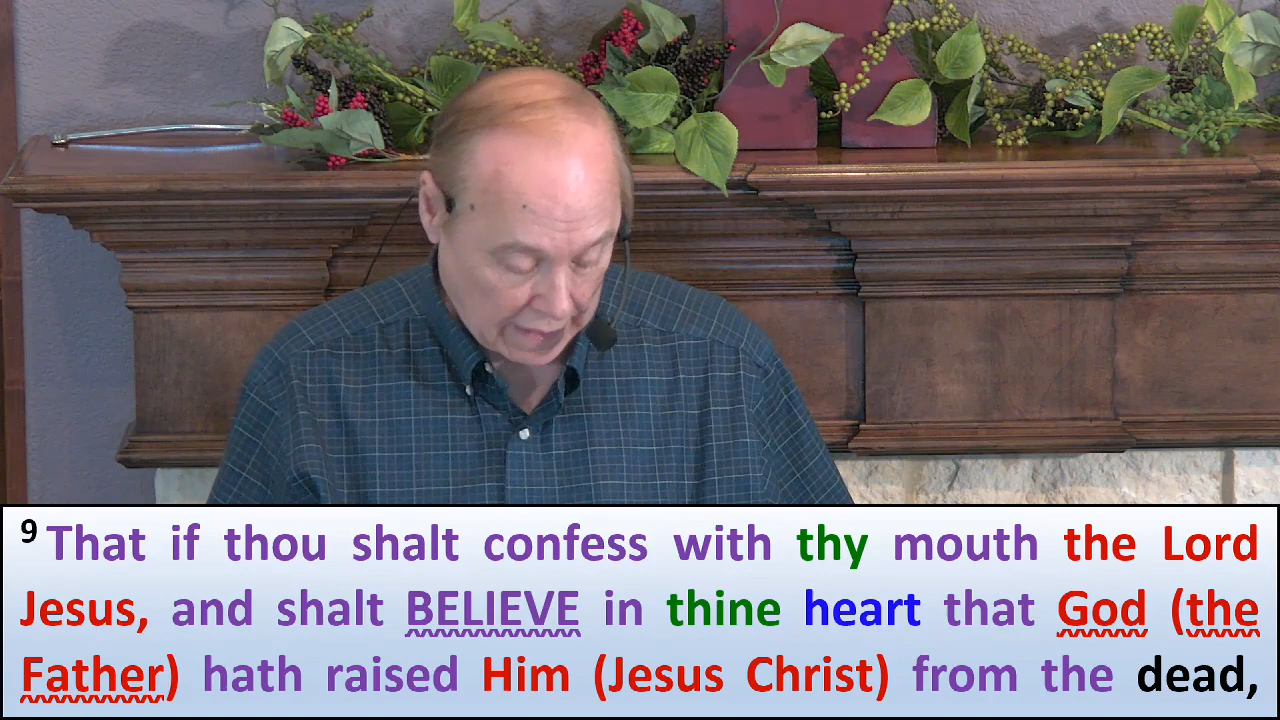 9 That if thou shalt confess with thy mouth the Lord
Jesus, and shalt BELIEVE in thine heart that God (the
Father) hath raised Him (Jesus Christ) from the dead,